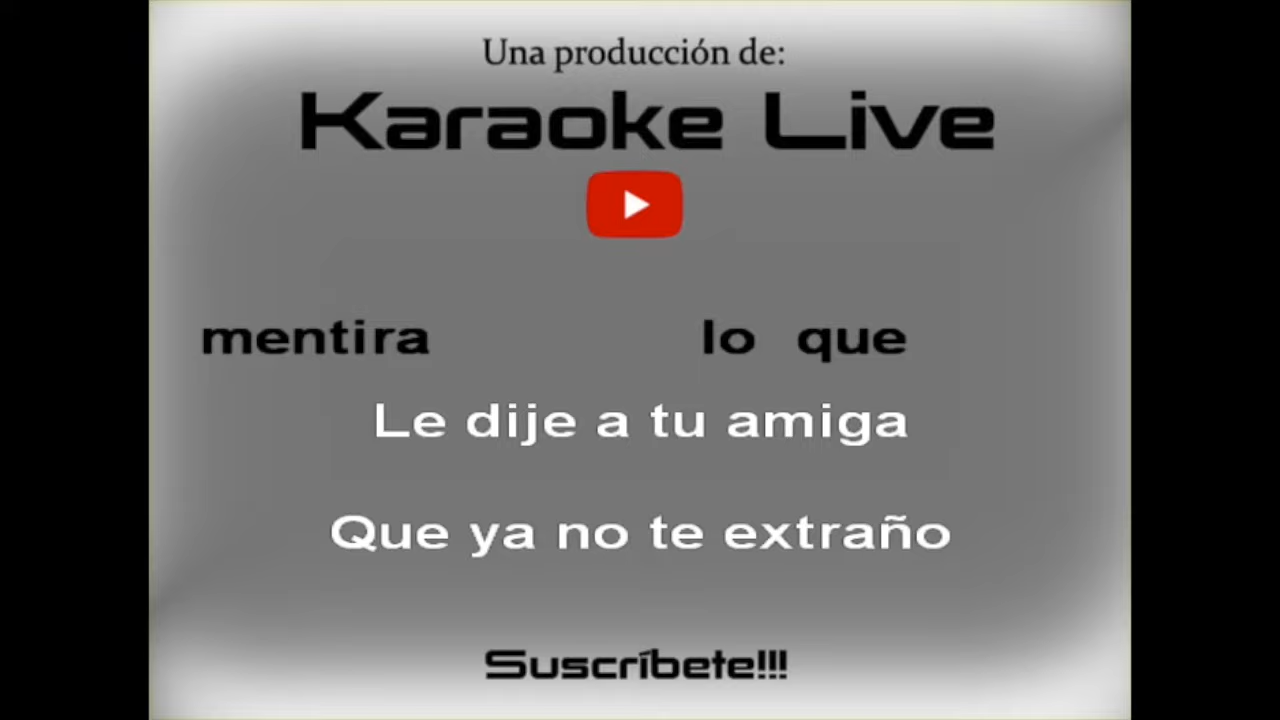 Una producción de:
Karaoke Live
mentira lo que
Le dije a tu amiga
Que ya no te extraño
Suscríbete!!!